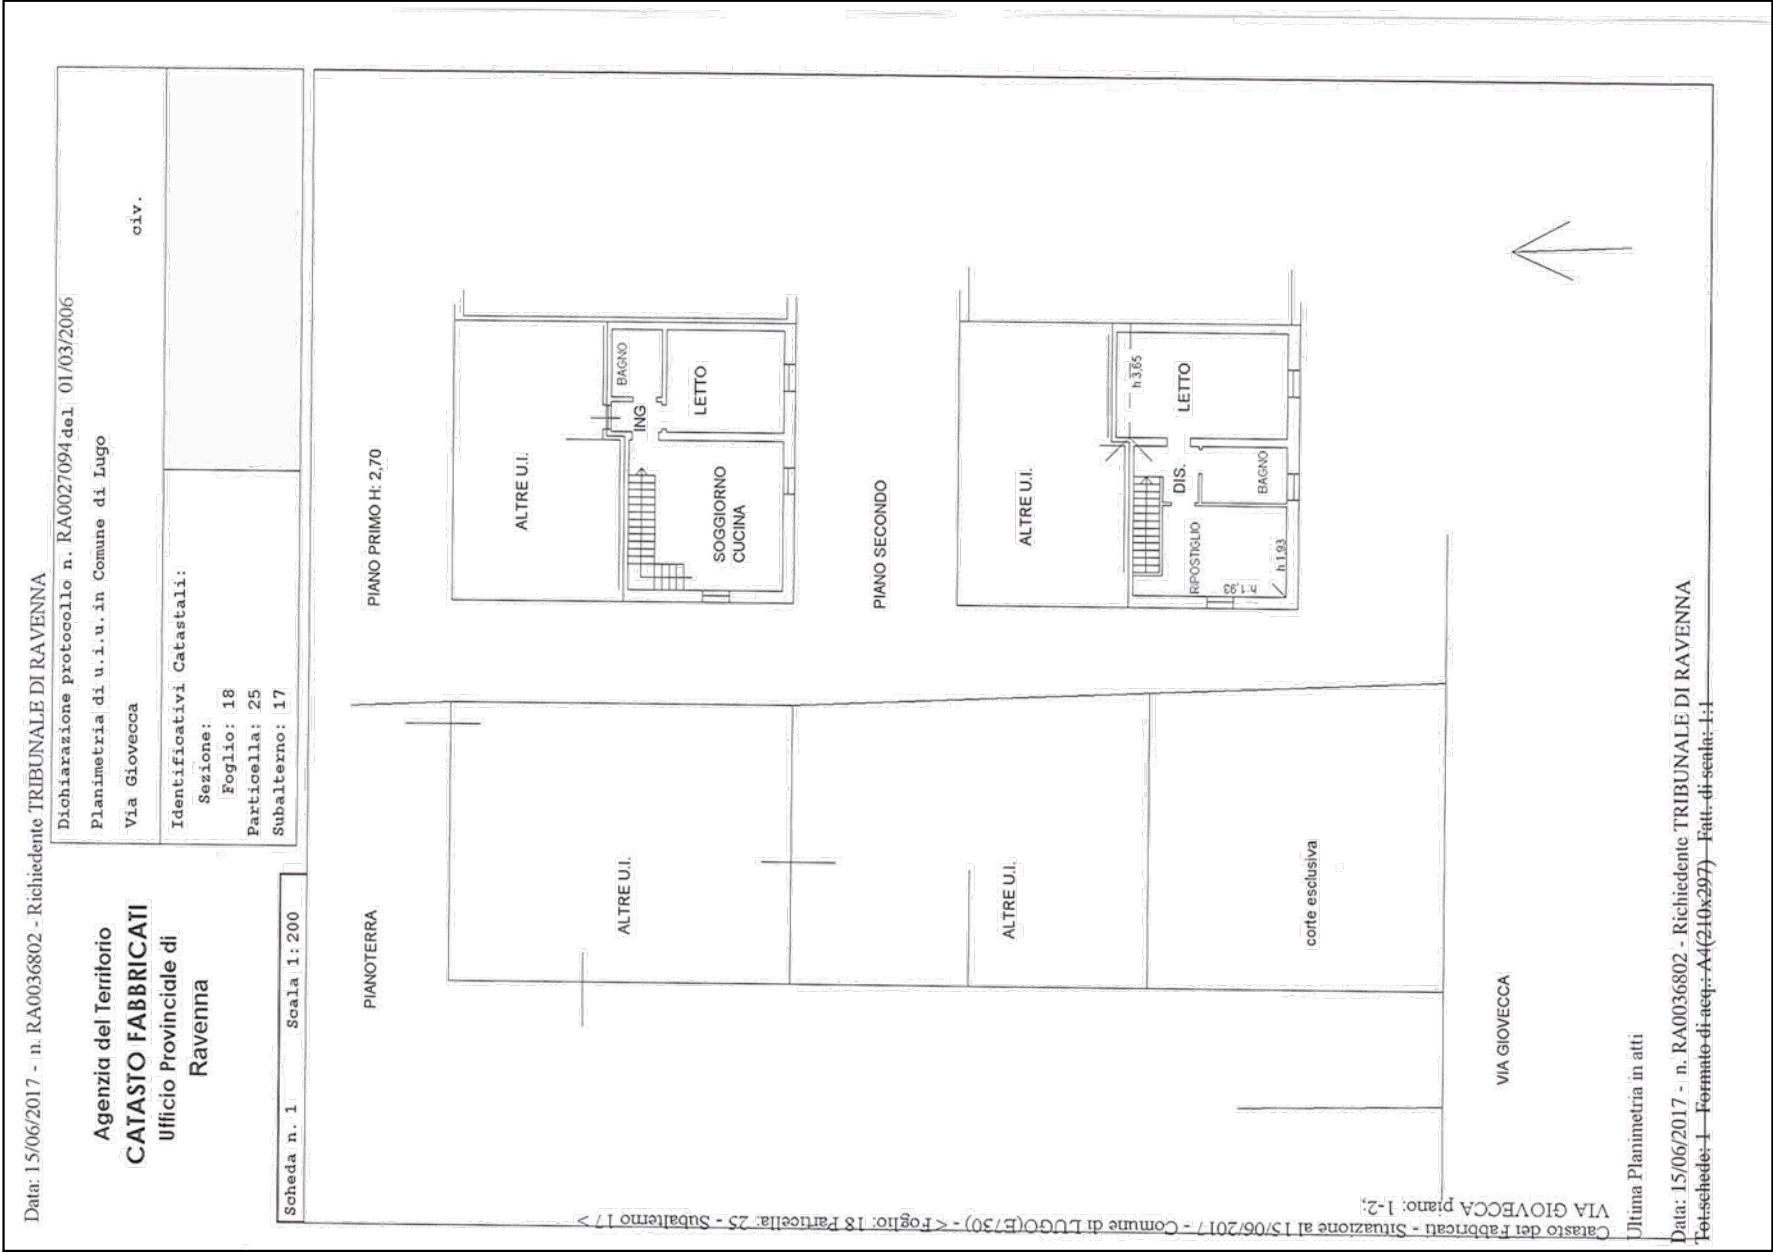 Data: 15/06/2017 - n. RA0036802 - Richiedente TRIBUNALE DI RAVENNA
Agenzia del Territorio
CATASTO FABBRICATI
Ufficio Provinciale di
Ravenna
Dichiarazione protocollo n. RA0027094 del 01/03/2006
Planimetria di u.i.u. in Comune di Lugo
Via Giovecca civ.
Identificativi Catastali:
Sezione:
Foglio: 18
Particella: 25
Subalterno: 17
Scheda n. 1 Scala 1:200
PIANOTERRA
ALTRE U.I.
ALTRE U.I.
corte esclusiva
VIA GIOVECCA
PIANO PRIMO H: 2,70
ALTRE U.I.
BAGNO
ING
LETTO
SOGGIORNO
CUCINA
PIANO SECONDO
ALTRE U.I.
h 3,65
LETTO
DIS.
BAGNO
RIPOSTIGLIO
h:1,93
h 1,93
Catasto dei Fabbricati - Situazione al 15/06/2017 - Comune di LUGO(E730) - < Foglio: 18 Particella: 25 - Subalterno 17 >
VIA GIOVECCA piano: 1-2;
Ultima Planimetria in atti
Data: 15/06/2017 - n. RA0036802 - Richiedente TRIBUNALE DI RAVENNA
Tot.schede: 1 - Formato di acq.: A4(210x297) - Fatt. di scala: 1:1